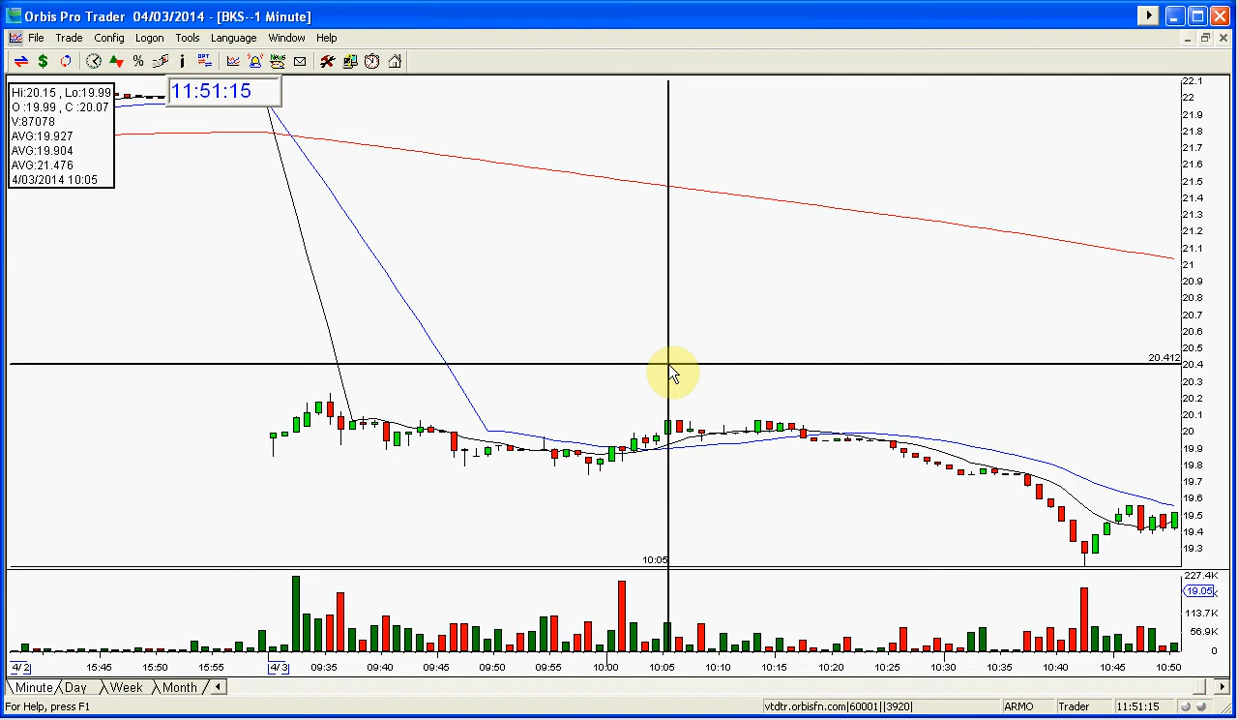 Orbis Pro Trader 04/03/2014 - [BKS--1 Minute]
File Trade Config Logon Tools Language Window Help
11:51:15
Hi:20.15 , Lo:19.99
O :19.99 , C :20.07
V:87078
AVG:19.927
AVG:19.904
AVG:21.476
4/03/2014 10:05
22.1
22
21.9
21.8
21.7
21.6
21.5
21.4
21.3
21.2
21.1
21
20.9
20.8
20.7
20.6
20.5
20.412
20.4
20.3
20.2
20.1
20
19.9
19.8
19.7
19.6
19.5
19.4
19.3
10:05
227.4K
19.05
113.7K
56.9K
0
4/2 15:45 15:50 15:55 4/3 09:35 09:40 09:45 09:50 09:55 10:00 10:05 10:10 10:15 10:20 10:25 10:30 10:35 10:40 10:45 10:50
Minute Day Week Month
For Help, press F1 vtdtr.orbisfn.com|60001||3920| ARMO Trader 11:51:15